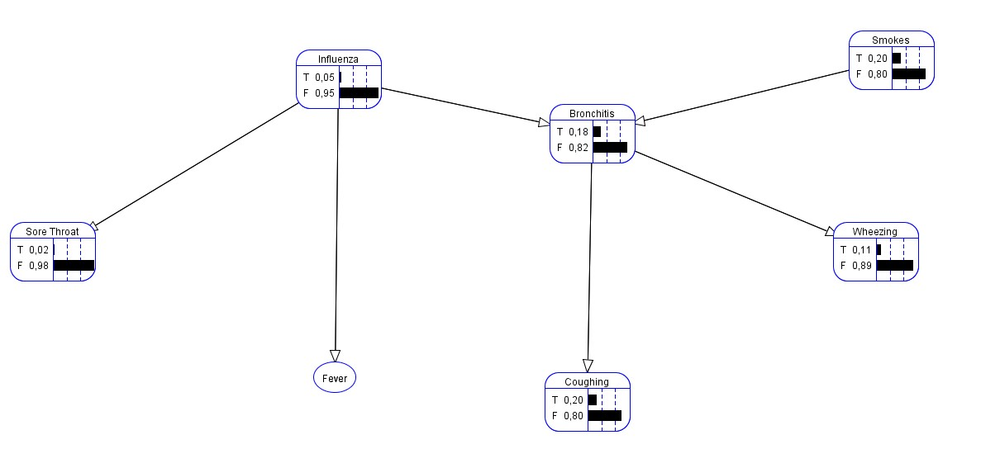 Smokes
T 0,20
F 0,80
Influenza
T 0,05
F 0,95
Bronchitis
T 0,18
F 0,82
Sore Throat
T 0,02
F 0,98
Wheezing
T 0,11
F 0,89
Fever
Coughing
T 0,20
F 0,80